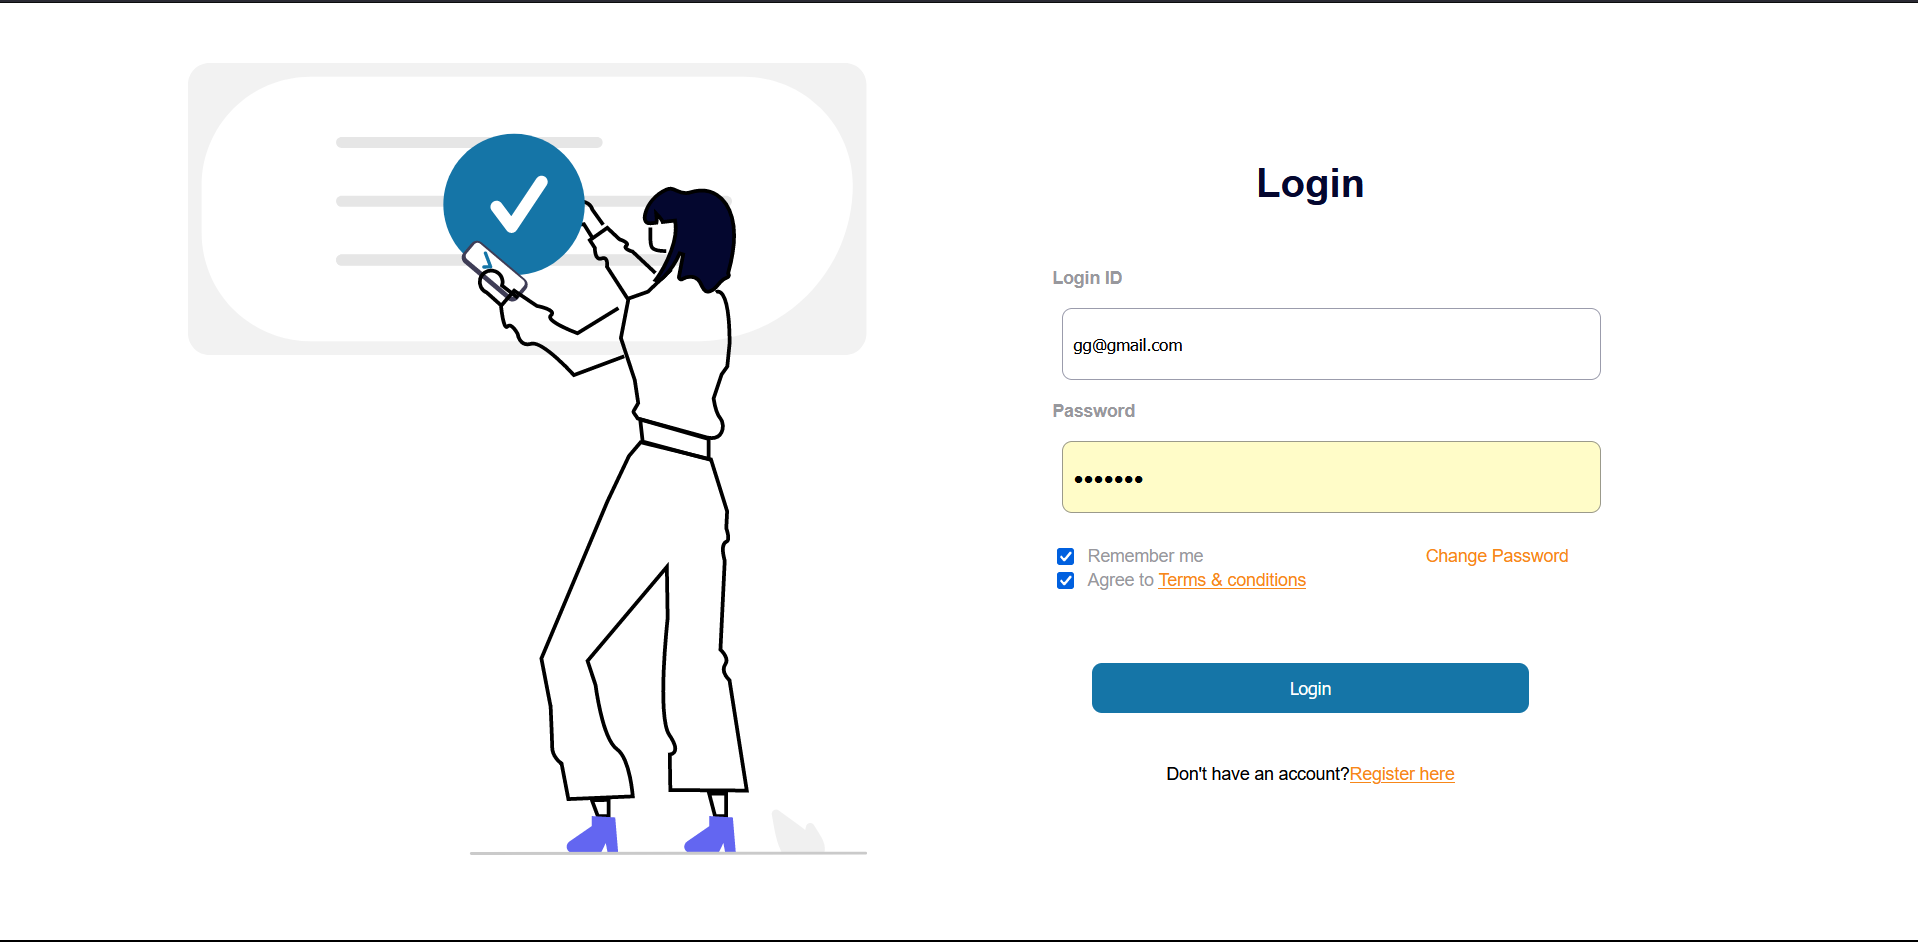 Login
Login ID
gg@gmail.com
Password
•••••••
Remember me
Change Password
Agree to Terms & conditions
Login
Don't have an account?Register here